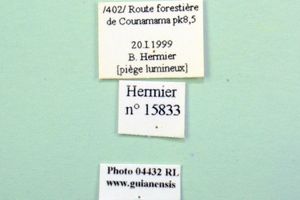 /402/ Route forestière
de Counamama pk8,5
20.I.1999
B. Hermier
[piège lumineux]
Hermier
n° 15833
Photo 04432 RL
www.guianensis